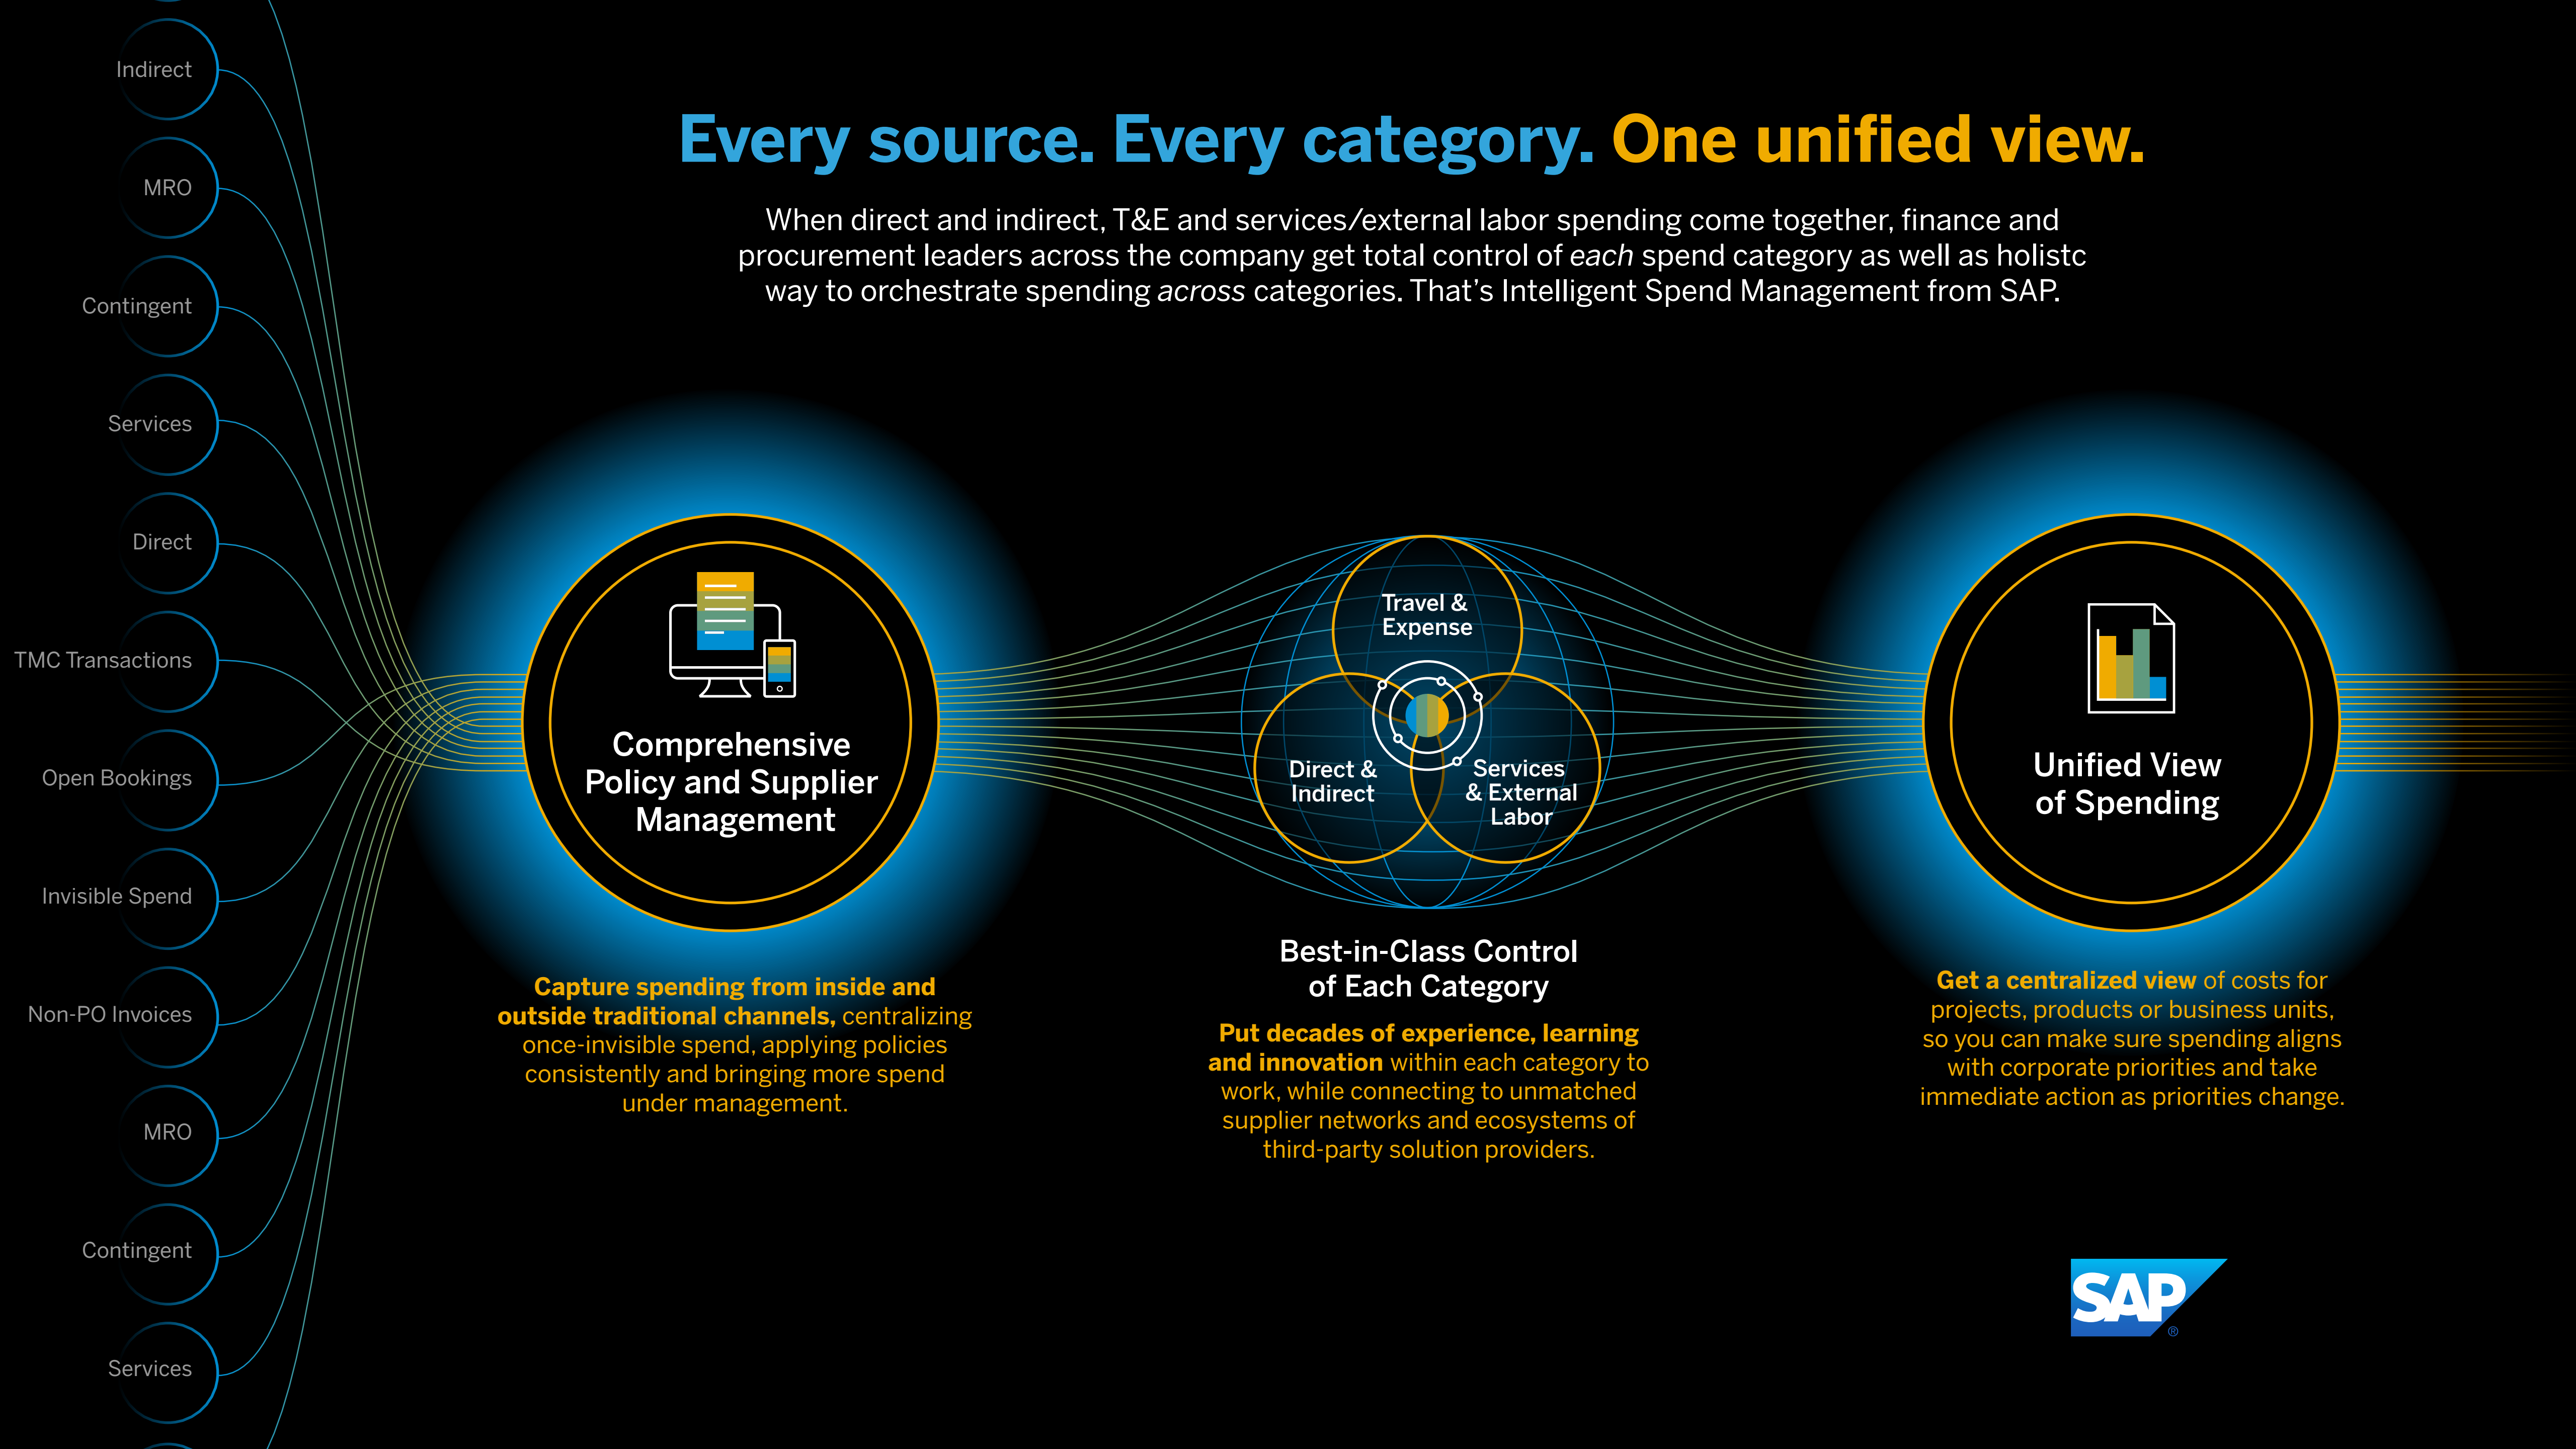 Indirect
MRO
Contingent
Services
Direct
TMC Transactions
Open Bookings
Invisible Spend
Non-PO Invoices
MRO
Contingent
Services
Every source. Every category. One unified view.
When direct and indirect, T&E and services/external labor spending come together, finance and
procurement leaders across the company get total control of each spend category as well as holistc
way to orchestrate spending across categories. That's Intelligent Spend Management from SAP.
Comprehensive
Policy and Supplier
Management
Capture spending from inside and
outside traditional channels, centralizing
once-invisible spend, applying policies
consistently and bringing more spend
under management.
Travel &
Expense
Direct &
Indirect
Services
& External
Labor
Best-in-Class Control
of Each Category
Put decades of experience, learning
and innovation within each category to
work, while connecting to unmatched
supplier networks and ecosystems of
third-party solution providers.
Unified View
of Spending
Get a centralized view of costs for
projects, products or business units,
so you can make sure spending aligns
with corporate priorities and take
immediate action as priorities change.
SAP
®